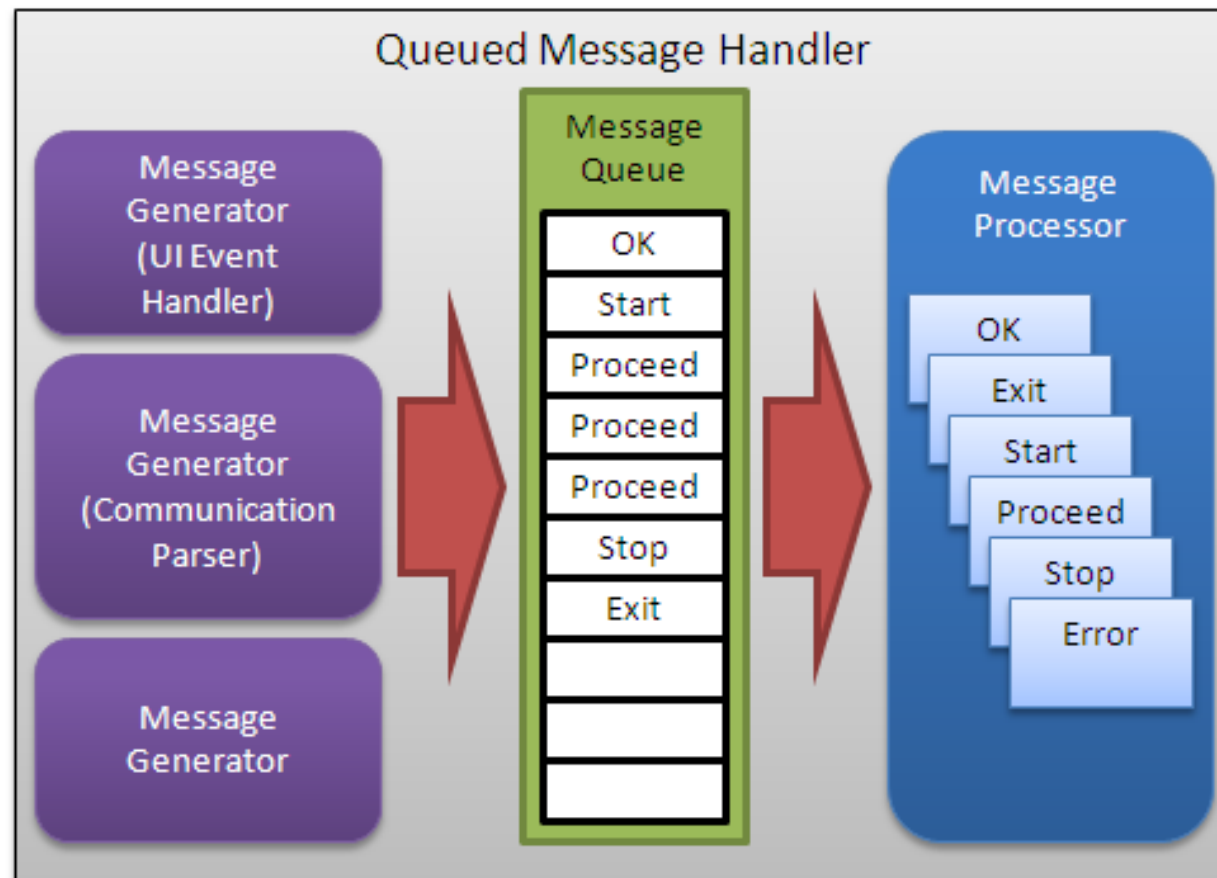 Queued Message Handler
Message
Generator
(UI Event
Handler)
Message
Generator
(Communication
Parser)
Message
Generator
Message
Queue
OK
Start
Proceed
Proceed
Proceed
Stop
Exit
Message
Processor
OK
Exit
Start
Proceed
Stop
Error